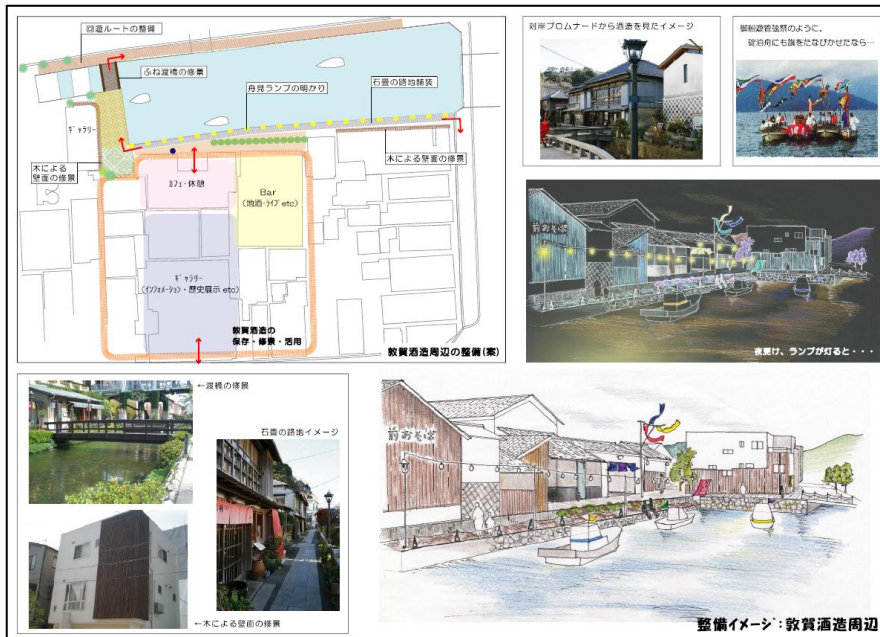 回遊ルートの整備
ふね渡橋の修景
舟見ランプの明かり
石畳の路地舗装
ギャラリー
木による
壁面の修景
木による壁面の修景
カフェ・休憩
Bar
(地酒・ライブ etc)
ギャラリー
(インフォメーション・歴史展示 etc)
敦賀酒造の
保存・修景・活用
敦賀酒造周辺の整備(案)
対岸プロムナードから酒造を見たイメージ
御船遊管弦祭のように、
碇泊舟にも旗をたなびかせたなら…
前おそば
夜更け、ランプが灯ると・・・
←渡橋の修景
石畳の路地イメージ
←木による壁面の修景
前おそば
整備イメージ:敦賀酒造周辺